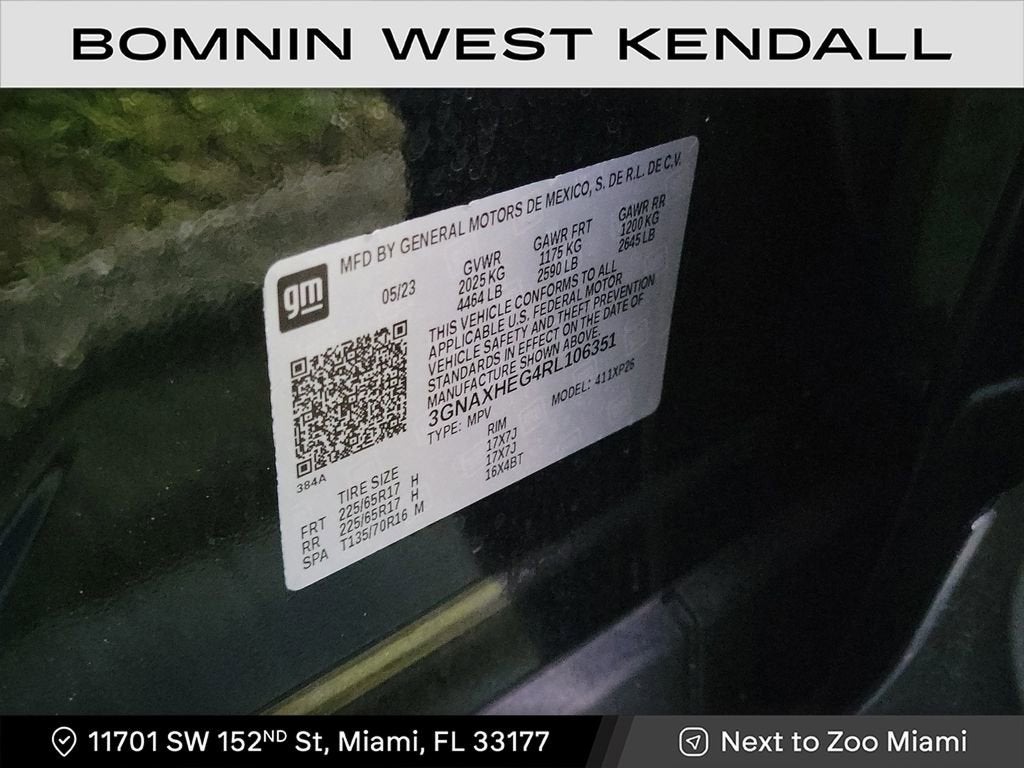 BOMNIN WEST KENDALL
MFD BY GENERAL MOTORS DE MEXICO, S. DE R.L. DE C.V.
gm
05/23
GVWR
2025 KG
4464 LB
GAWR FRT
1175 KG
2590 LB
GAWR RR
1200 KG
2645 LB
THIS VEHICLE CONFORMS TO ALL
APPLICABLE U.S. FEDERAL MOTOR
VEHICLE SAFETY AND THEFT PREVENTION
STANDARDS IN EFFECT ON THE DATE OF
MANUFACTURE SHOWN ABOVE.
3GNAXHEG4RL106351
TYPE: MPV MODEL: 411XP26
384A
TIRE SIZE RIM
FRT 225/65R17 H 17X7J
RR 225/65R17 H 17X7J
SPA T135/70R16 M 16X4BT
11701 SW 152ND St, Miami, FL 33177
Next to Zoo Miami